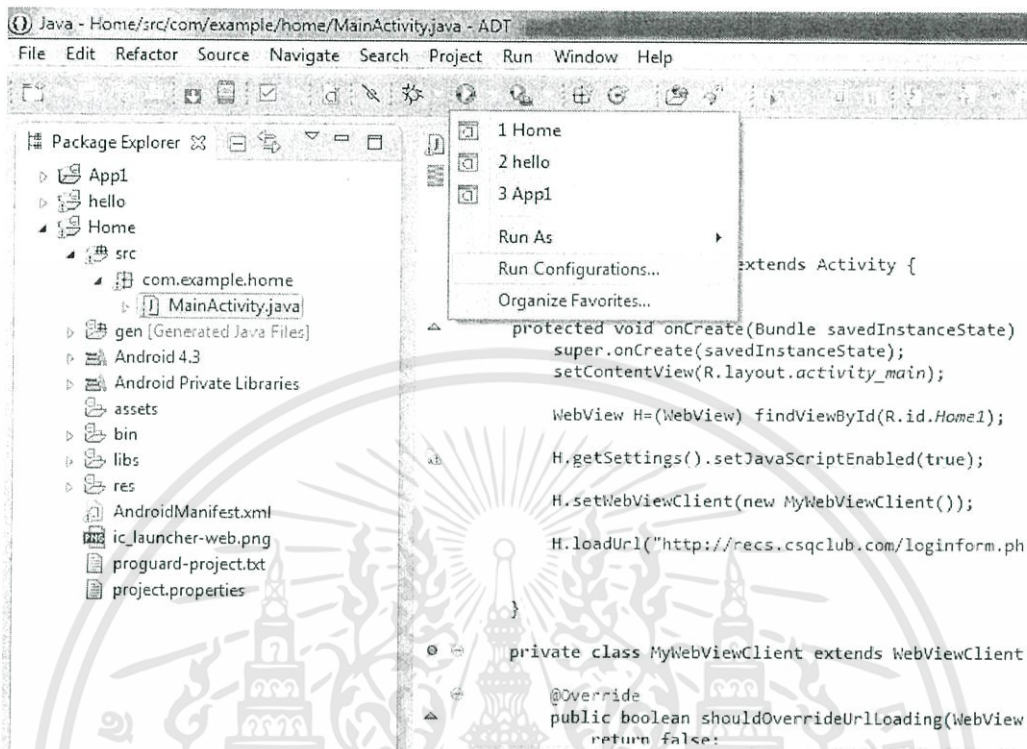 Java - Home/src/com/example/home/MainActivity.java - ADT
File Edit Refactor Source Navigate Search Project Run Window Help
Package Explorer
App1
hello
Home
src
com.example.home
MainActivity.java
gen [Generated Java Files]
Android 4.3
Android Private Libraries
assets
bin
libs
res
AndroidManifest.xml
ic_launcher-web.png
proguard-project.txt
project.properties
1 Home
2 hello
3 App1
Run As
Run Configurations...
Organize Favorites...
extends Activity {
protected void onCreate(Bundle savedInstanceState)
super.onCreate(savedInstanceState);
setContentView(R.layout.activity_main);
WebView H=(WebView) findViewById(R.id.Home1);
H.getSettings().setJavaScriptEnabled(true);
H.setWebViewClient(new MyWebViewClient());
H.loadUrl("http://recs.csqclub.com/loginform.ph
}
private class MyWebViewClient extends WebViewClient
@Override
public boolean shouldOverrideUrlLoading(WebView
return false;